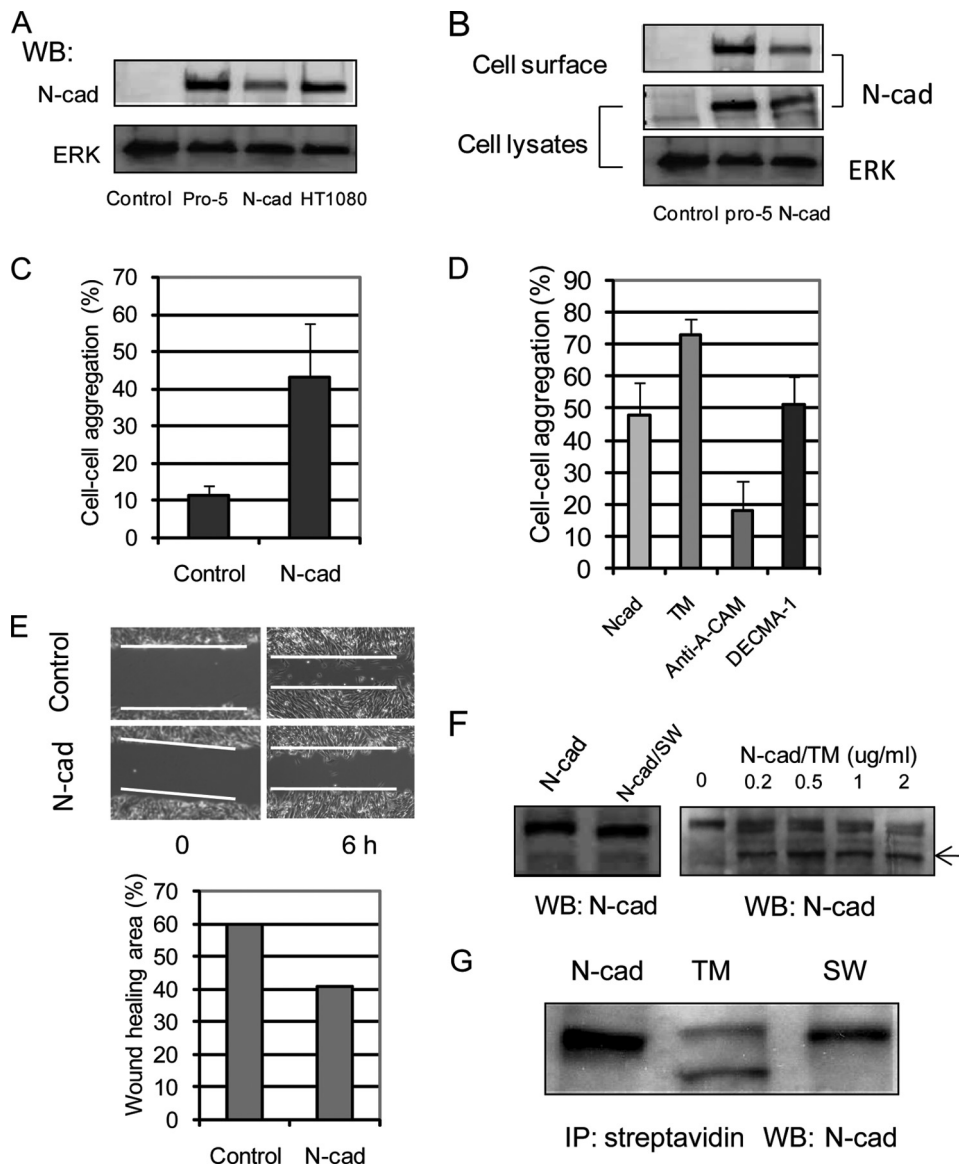 A
WB:
N-cad
ERK
Control Pro-5 N-cad HT1080
B
Cell surface
Cell lysates
N-cad
ERK
Control pro-5 N-cad
C
Cell-cell aggregation (%)
70
60
50
40
30
20
10
0
Control N-cad
D
Cell-cell aggregation (%)
90
80
70
60
50
40
30
20
10
0
Ncad
TM
Anti-A-CAM
DECMA-1
E
Control
N-cad
0 6 h
Wound healing area (%)
70
60
50
40
30
20
10
0
Control N-cad
F
N-cad
N-cad/SW
WB: N-cad
N-cad/TM (ug/ml)
0 0.2 0.5 1 2
WB: N-cad
G
N-cad TM SW
IP: streptavidin WB: N-cad